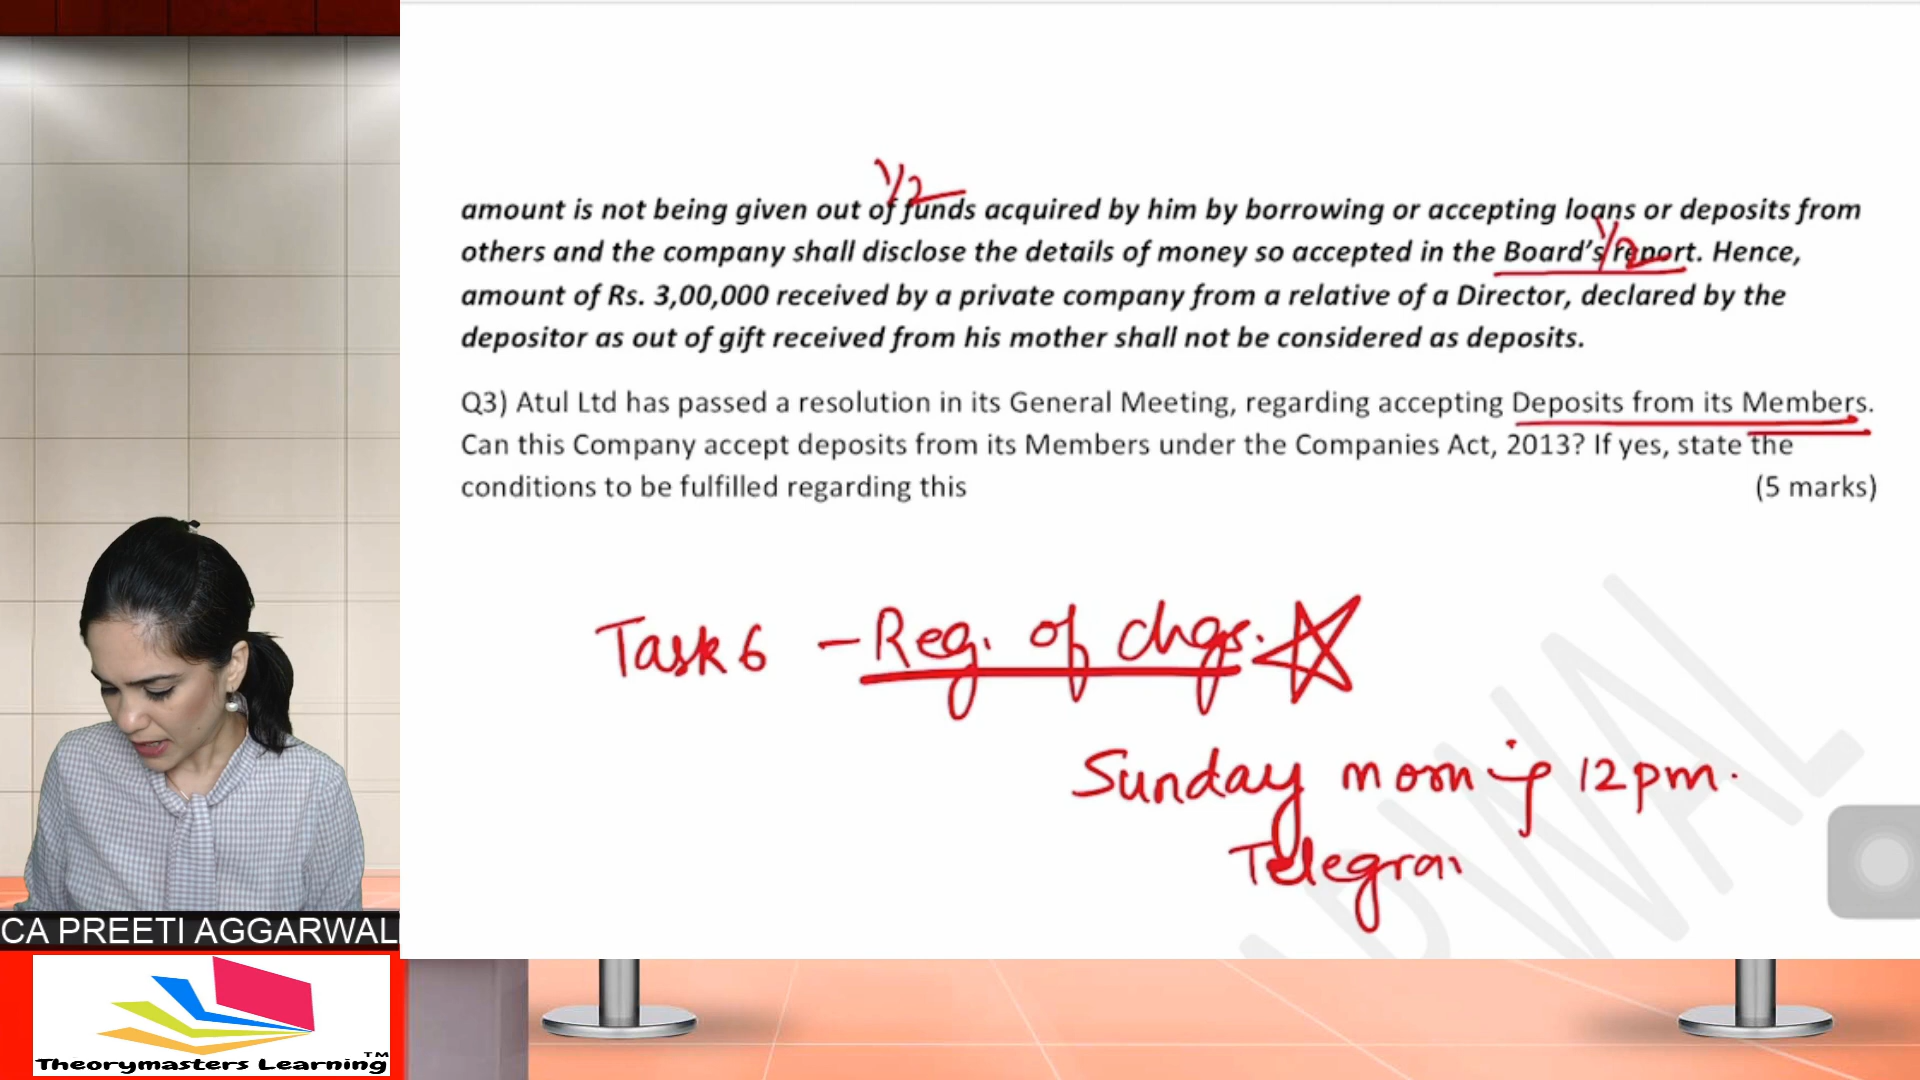 1/2
amount is not being given out of funds acquired by him by borrowing or accepting loans or deposits from
1/2
others and the company shall disclose the details of money so accepted in the Board's report. Hence,
amount of Rs. 3,00,000 received by a private company from a relative of a Director, declared by the
depositor as out of gift received from his mother shall not be considered as deposits.
Q3) Atul Ltd has passed a resolution in its General Meeting, regarding accepting Deposits from its Members.
Can this Company accept deposits from its Members under the Companies Act, 2013? If yes, state the
conditions to be fulfilled regarding this (5 marks)
Task 6 - Reg. of chgs.
Sunday morning 12pm.
Telegra
CA PREETI AGGARWAL
Theorymasters Learning™